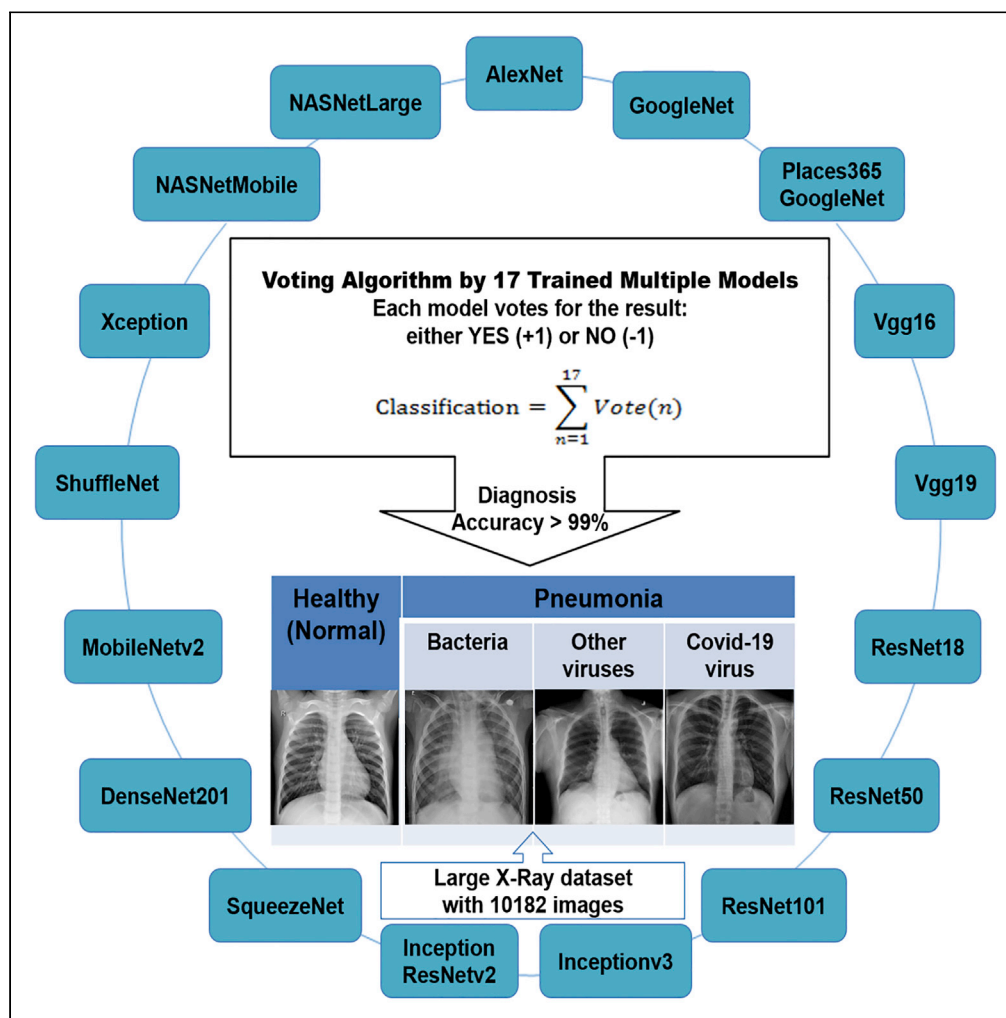 AlexNet
GoogleNet
Places365
GoogleNet
Vgg16
Vgg19
ResNet18
ResNet50
ResNet101
Inceptionv3
Inception
ResNetv2
SqueezeNet
DenseNet201
MobileNetv2
ShuffleNet
Xception
NASNetMobile
NASNetLarge
Voting Algorithm by 17 Trained Multiple Models
Each model votes for the result:
either YES (+1) or NO (-1)
Classification = ∑_{n=1}^{17} Vote(n)
Diagnosis
Accuracy > 99%
Healthy
(Normal)
Pneumonia
Bacteria
Other
viruses
Covid-19
virus
Large X-Ray dataset
with 10182 images